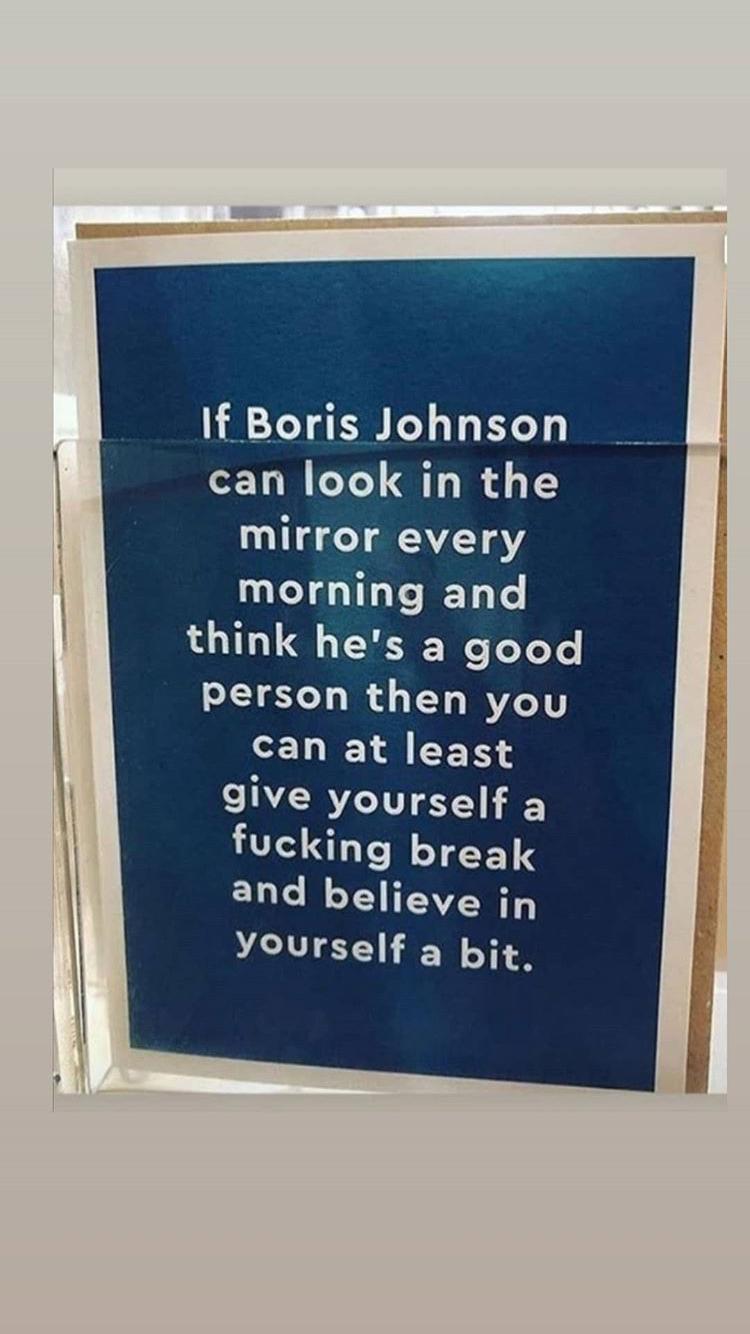 If Boris Johnson
can look in the
mirror every
morning and
think he's a good
person then you
can at least
give yourself a
fucking break
and believe in
yourself a bit.